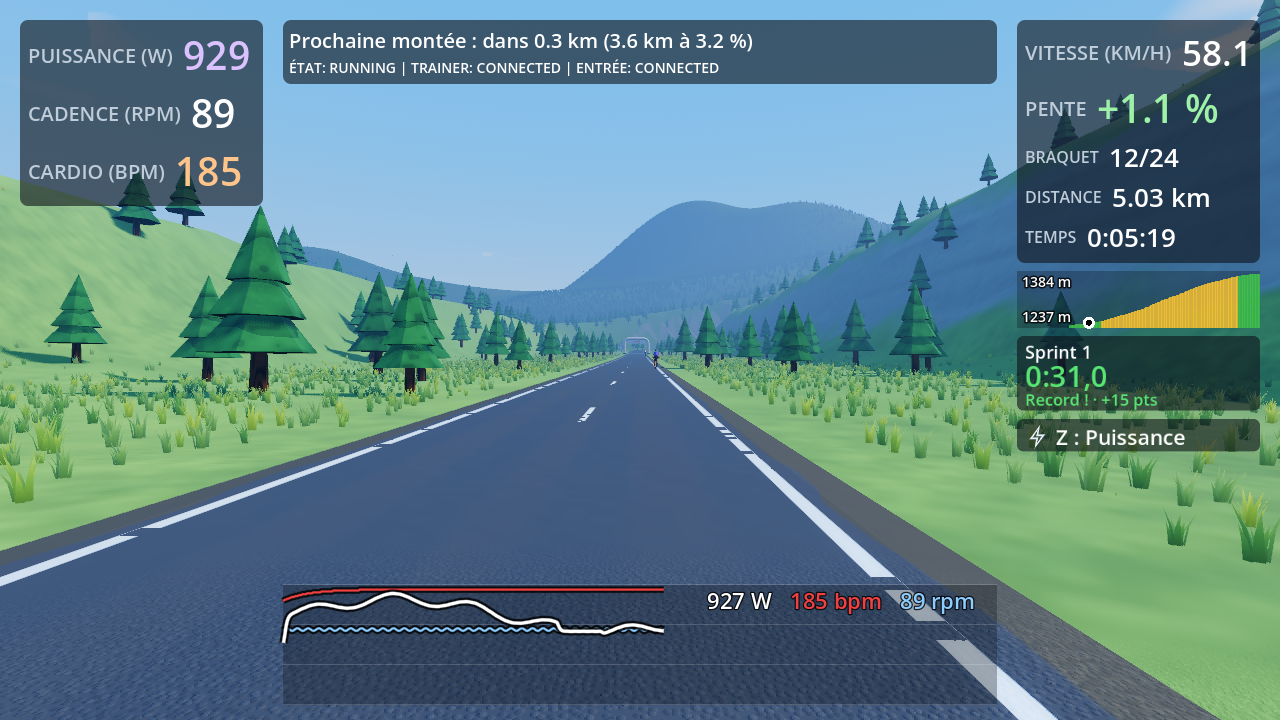 PUISSANCE (W) 929
CADENCE (RPM) 89
CARDIO (BPM) 185
Prochaine montée : dans 0.3 km (3.6 km à 3.2 %)
ÉTAT: RUNNING | TRAINER: CONNECTED | ENTRÉE: CONNECTED
VITESSE (KM/H) 58.1
PENTE +1.1 %
BRAQUET 12/24
DISTANCE 5.03 km
TEMPS 0:05:19
1384 m
1237 m
Sprint 1
0:31,0
Record ! · +15 pts
Z : Puissance
927 W 185 bpm 89 rpm